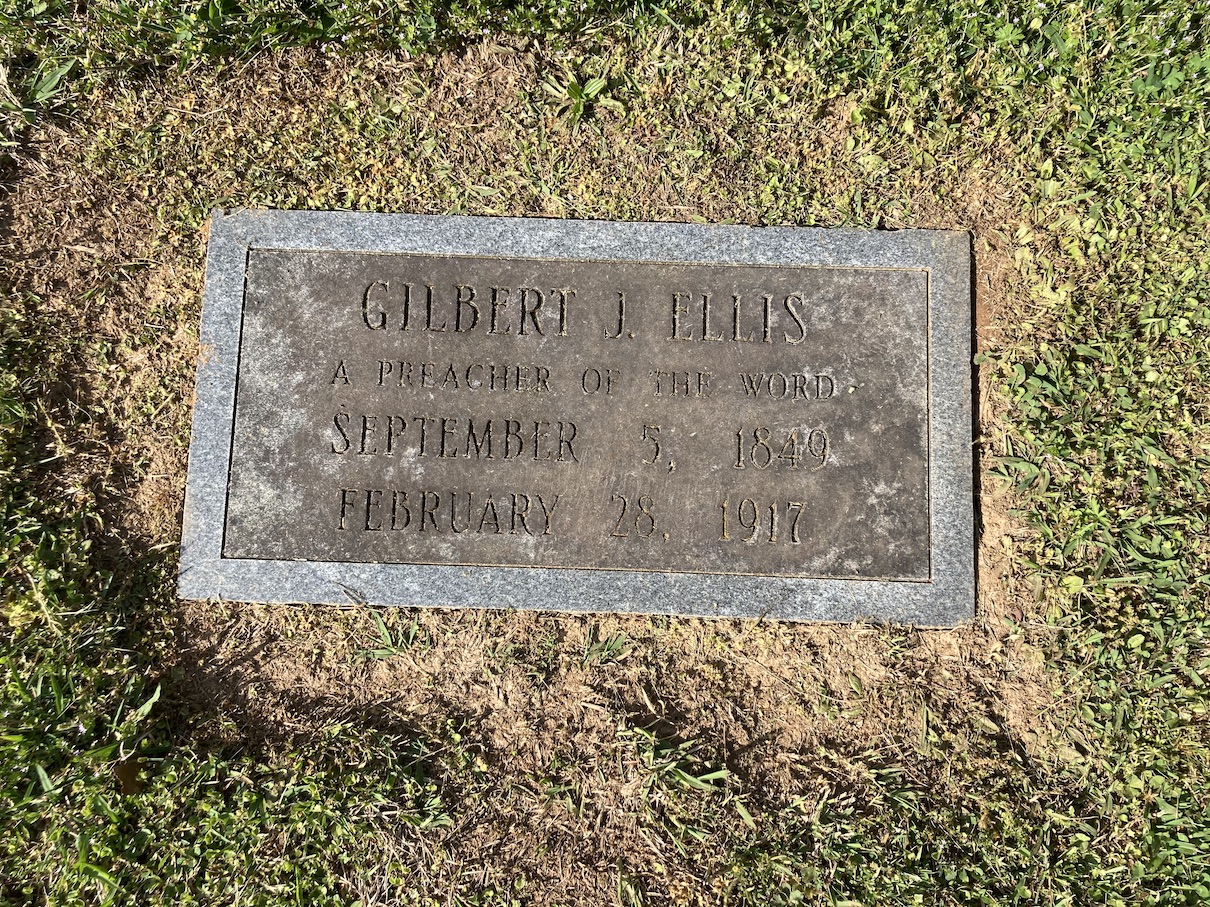 GILBERT J. ELLIS
A PREACHER OF THE WORD
SEPTEMBER 5, 1849
FEBRUARY 28, 1917